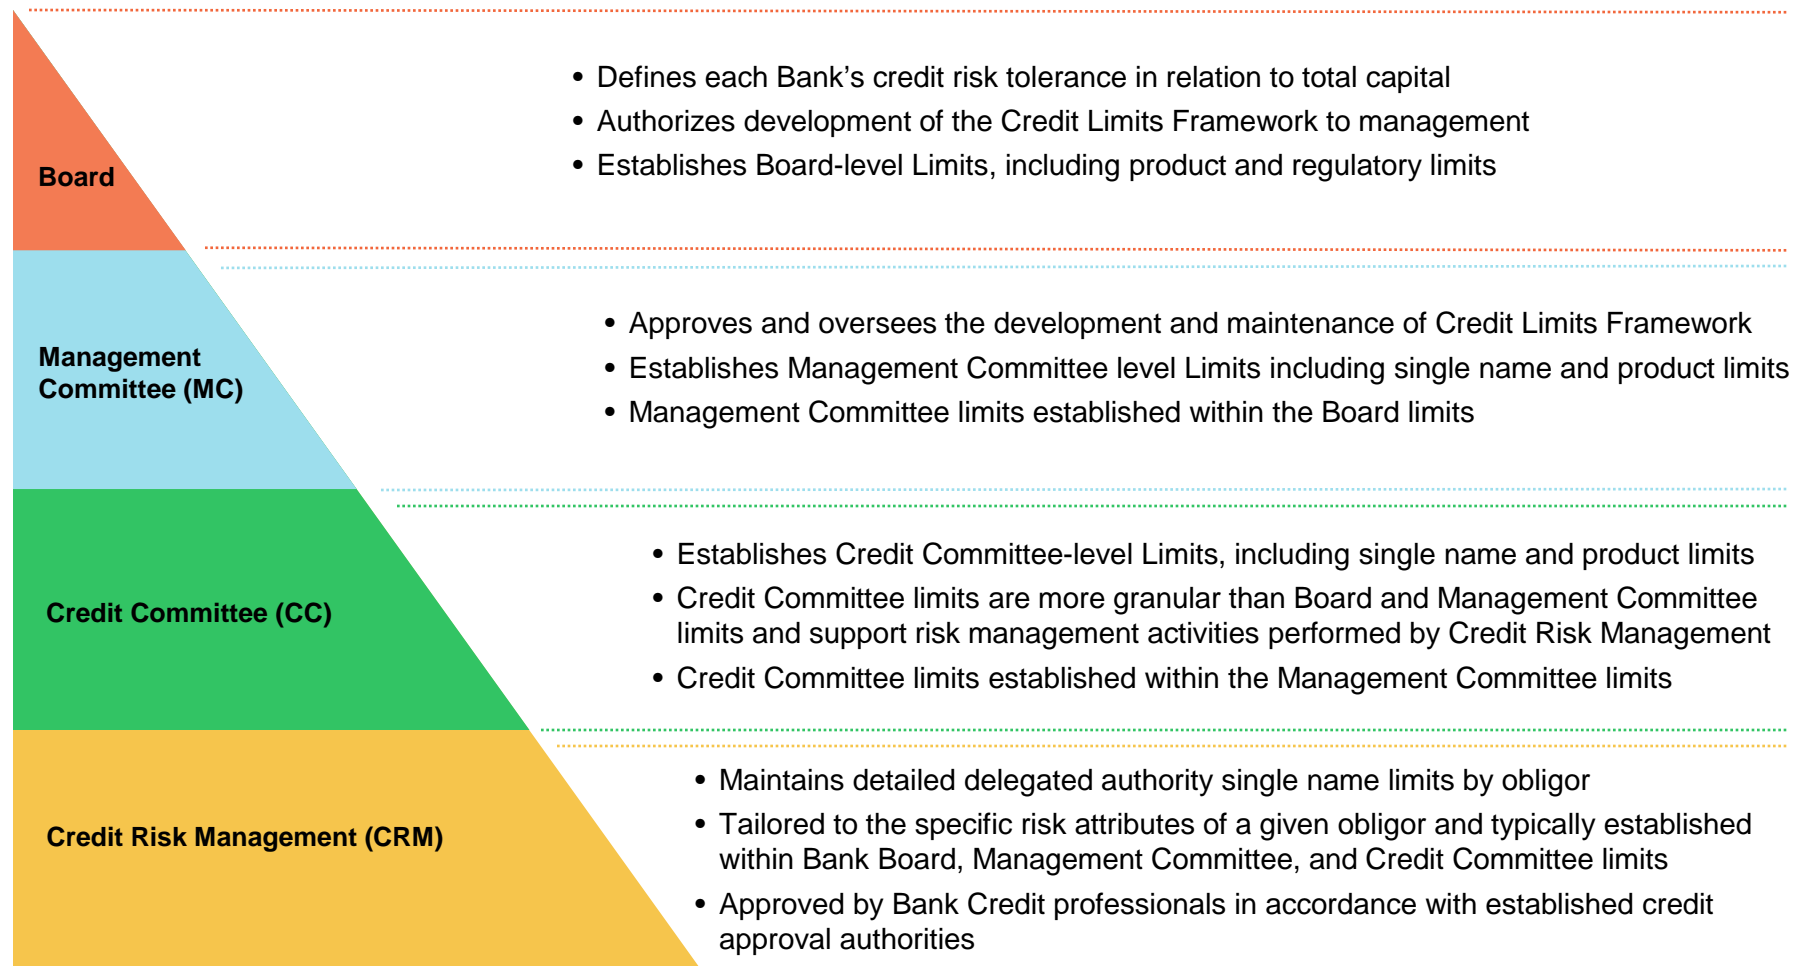 Board
• Defines each Bank’s credit risk tolerance in relation to total capital
• Authorizes development of the Credit Limits Framework to management
• Establishes Board-level Limits, including product and regulatory limits
Management
Committee (MC)
• Approves and oversees the development and maintenance of Credit Limits Framework
• Establishes Management Committee level Limits including single name and product limits
• Management Committee limits established within the Board limits
Credit Committee (CC)
• Establishes Credit Committee-level Limits, including single name and product limits
• Credit Committee limits are more granular than Board and Management Committee
limits and support risk management activities performed by Credit Risk Management
• Credit Committee limits established within the Management Committee limits
Credit Risk Management (CRM)
• Maintains detailed delegated authority single name limits by obligor
• Tailored to the specific risk attributes of a given obligor and typically established
within Bank Board, Management Committee, and Credit Committee limits
• Approved by Bank Credit professionals in accordance with established credit
approval authorities